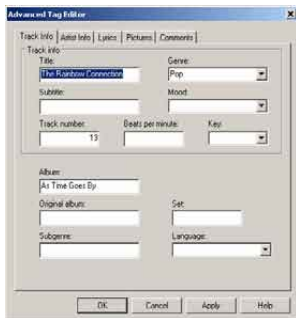 Advanced Tag Editor
Track Info Artist Info Lyrics Pictures Comments
Track info
Title: Genre:
The Rainbow Connection Pop
Subtitle: Mood:
Track number: Beats per minute: Key:
13
Album:
As Time Goes By
Original album: Set:
Subgenre: Language:
OK Cancel Apply Help